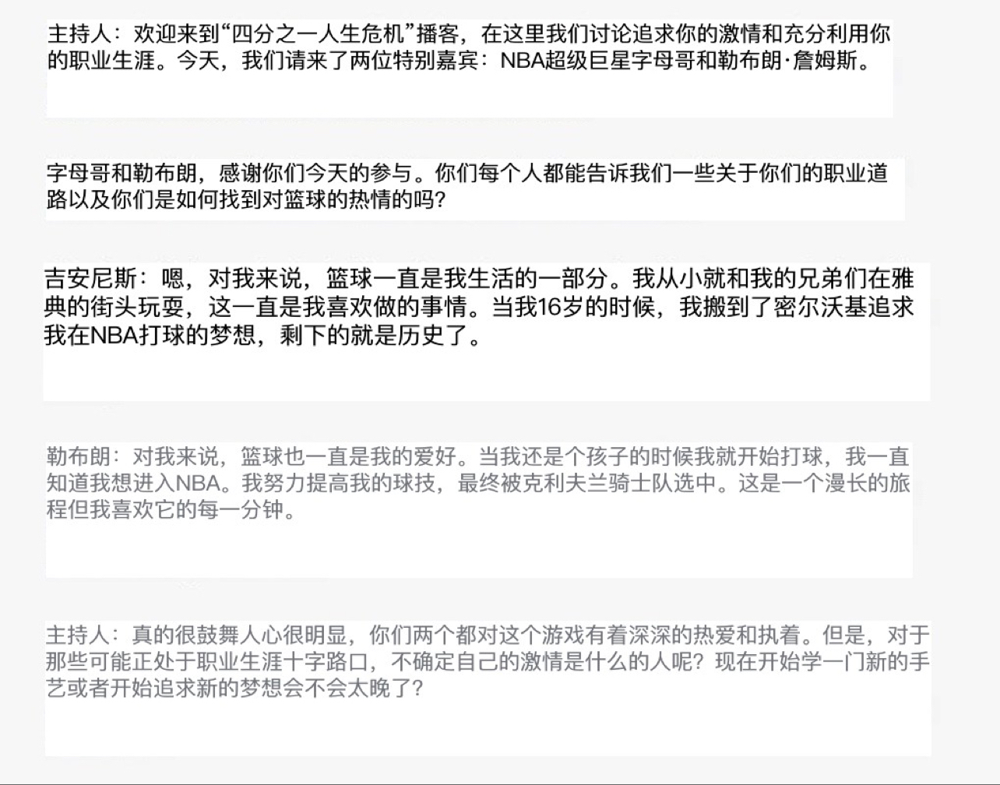 主持人：欢迎来到“四分之一人生危机”播客，在这里我们讨论追求你的激情和充分利用你
的职业生涯。今天，我们请来了两位特别嘉宾：NBA超级巨星字母哥和勒布朗·詹姆斯。
字母哥和勒布朗，感谢你们今天的参与。你们每个人都能告诉我们一些关于你们的职业道
路以及你们是如何找到对篮球的热情的吗？
吉安尼斯：嗯，对我来说，篮球一直是我生活的一部分。我从小就和我的兄弟们在雅
典的街头玩耍，这一直是我喜欢做的事情。当我16岁的时候，我搬到了密尔沃基追求
我在NBA打球的梦想，剩下的就是历史了。
勒布朗：对我来说，篮球也一直是我的爱好。当我还是个孩子的时候我就开始打球，我一直
知道我想进入NBA。我努力提高我的球技，最终被克利夫兰骑士队选中。这是一个漫长的旅
程但我喜欢它的每一分钟。
主持人：真的很鼓舞人心很明显，你们两个都对这个游戏有着深深的热爱和执着。但是，对于
那些可能正处于职业生涯十字路口，不确定自己的激情是什么的人呢？现在开始学一门新的手
艺或者开始追求新的梦想会不会太晚了？